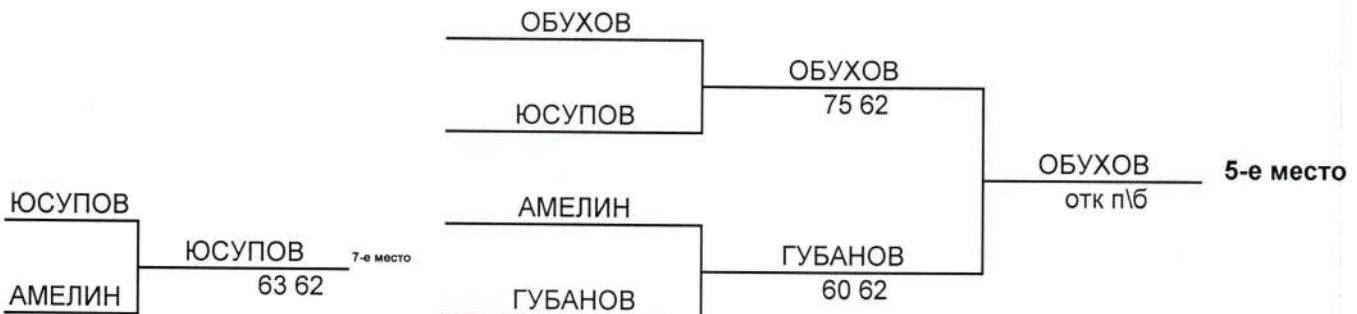 ОБУХОВ
ОБУХОВ
75 62
ЮСУПОВ
ОБУХОВ 5-е место
отк п\б
ЮСУПОВ
АМЕЛИН
ЮСУПОВ 7-е место
63 62
ГУБАНОВ
60 62
АМЕЛИН
ГУБАНОВ